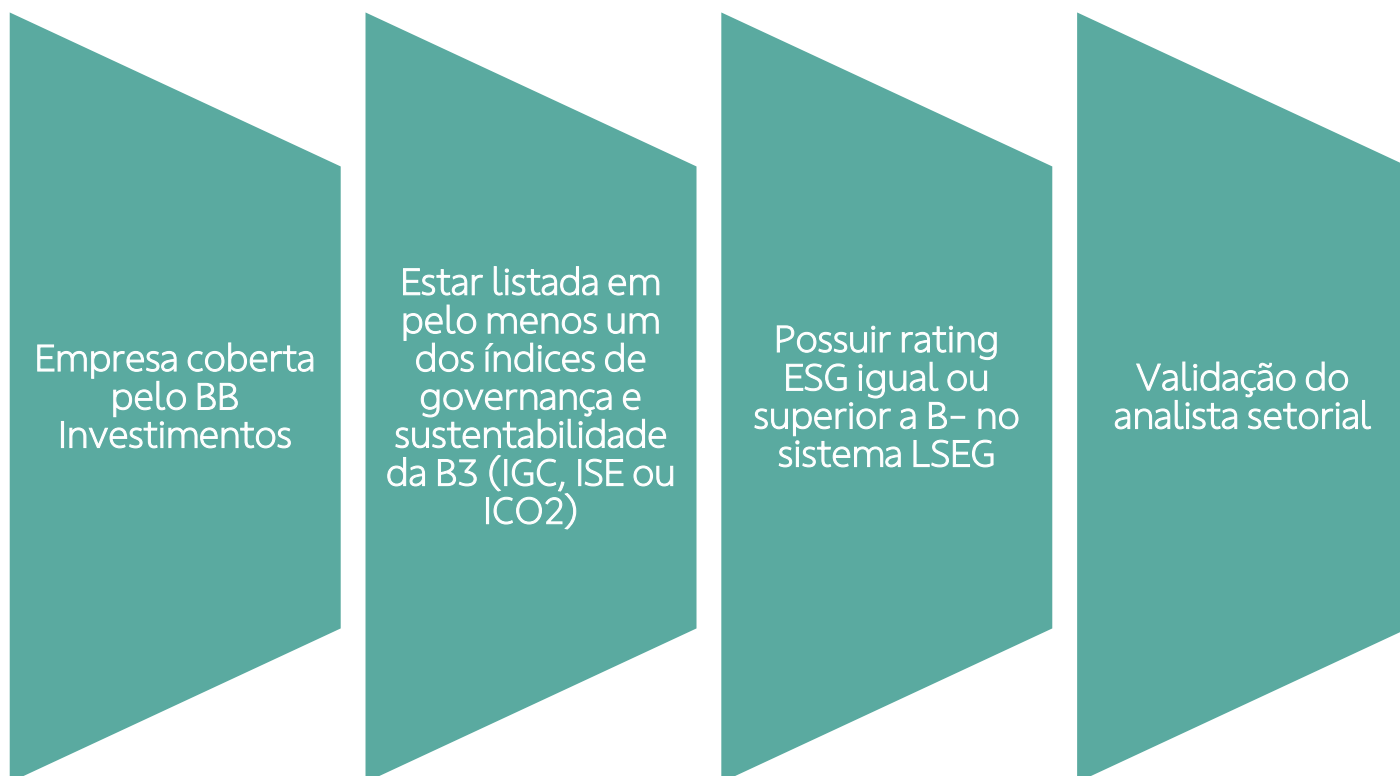 Empresa coberta
pelo BB
Investimentos
Estar listada em
pelo menos um
dos índices de
governança e
sustentabilidade
da B3 (IGC, ISE ou
ICO2)
Possuir rating
ESG igual ou
superior a B- no
sistema LSEG
Validação do
analista setorial